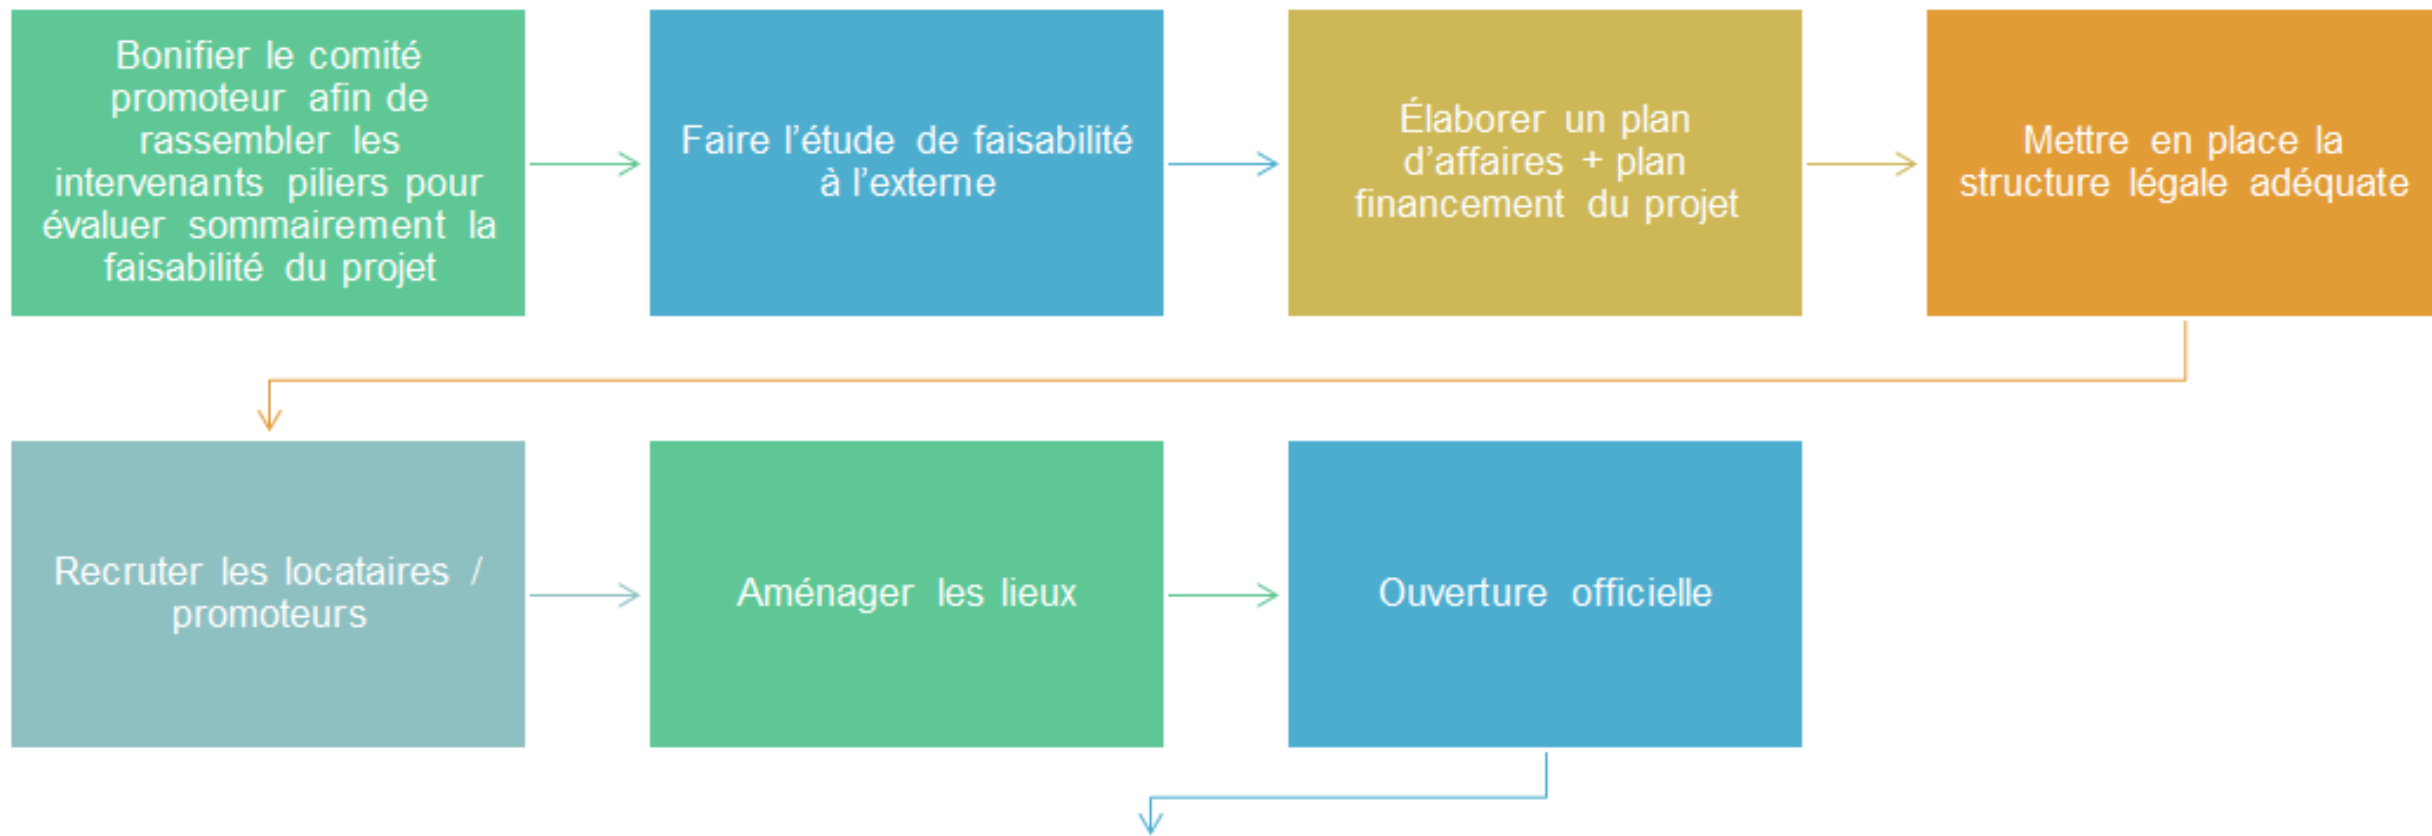 Bonifier le comité
promoteur afin de
rassembler les
intervenants piliers pour
évaluer sommairement la
faisabilité du projet
Faire l’étude de faisabilité
à l’externe
Élaborer un plan
d’affaires + plan
financement du projet
Mettre en place la
structure légale adéquate
Recruter les locataires /
promoteurs
Aménager les lieux
Ouverture officielle